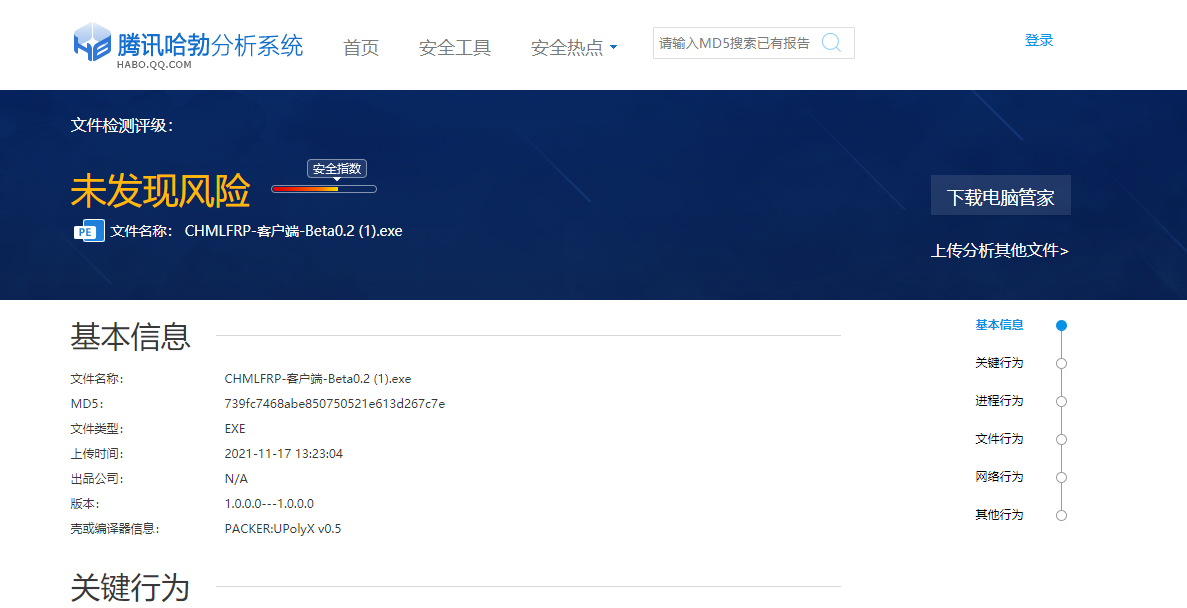 腾讯哈勃分析系统
HABO.QQ.COM
首页
安全工具
安全热点
请输入MD5搜索已有报告
登录
文件检测评级：
未发现风险
安全指数
下载电脑管家
PE
文件名称： CHMLFRP-客户端-Beta0.2 (1).exe
上传分析其他文件>
基本信息
文件名称： CHMLFRP-客户端-Beta0.2 (1).exe
MD5： 739fc7468abe850750521e613d267c7e
文件类型： EXE
上传时间： 2021-11-17 13:23:04
出品公司： N/A
版本： 1.0.0.0---1.0.0.0
壳或编译器信息： PACKER:UPolyX v0.5
关键行为
基本信息
关键行为
进程行为
文件行为
网络行为
其他行为